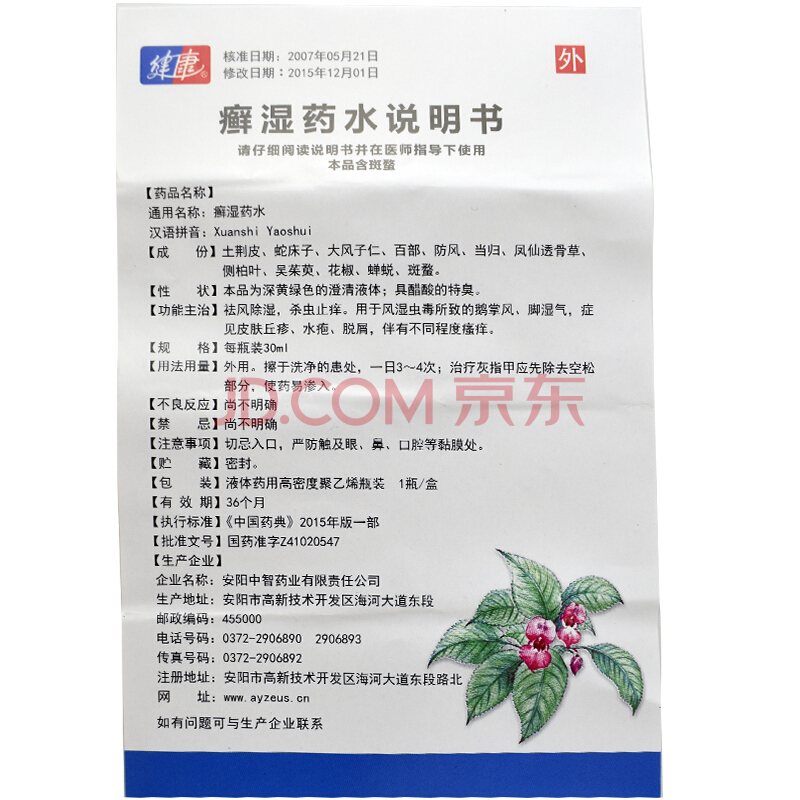 健康®
核准日期：2007年05月21日
修改日期：2015年12月01日
外
癣湿药水说明书
请仔细阅读说明书并在医师指导下使用
本品含斑蝥
【药品名称】
通用名称：癣湿药水
汉语拼音：Xuanshi Yaoshui
【成 份】土荆皮、蛇床子、大风子仁、百部、防风、当归、凤仙透骨草、
侧柏叶、吴茱萸、花椒、蝉蜕、斑蝥。
【性 状】本品为深黄绿色的澄清液体；具醋酸的特臭。
【功能主治】祛风除湿，杀虫止痒。用于风湿虫毒所致的鹅掌风、脚湿气，症
见皮肤丘疹、水疱、脱屑，伴有不同程度瘙痒。
【规 格】每瓶装30ml
【用法用量】外用。擦于洗净的患处，一日3～4次；治疗灰指甲应先除去空松
部分，使药易渗入。
JD.COM 京东
【不良反应】尚不明确
【禁 忌】尚不明确
【注意事项】切忌入口，严防触及眼、鼻、口腔等黏膜处。
【贮 藏】密封。
【包 装】液体药用高密度聚乙烯瓶装 1瓶/盒
【有 效 期】36个月
【执行标准】《中国药典》2015年版一部
【批准文号】国药准字Z41020547
【生产企业】
企业名称：安阳中智药业有限责任公司
生产地址：安阳市高新技术开发区海河大道东段
邮政编码：455000
电话号码：0372-2906890 2906893
传真号码：0372-2906892
注册地址：安阳市高新技术开发区海河大道东段路北
网 址：www.ayzeus.cn
如有问题可与生产企业联系